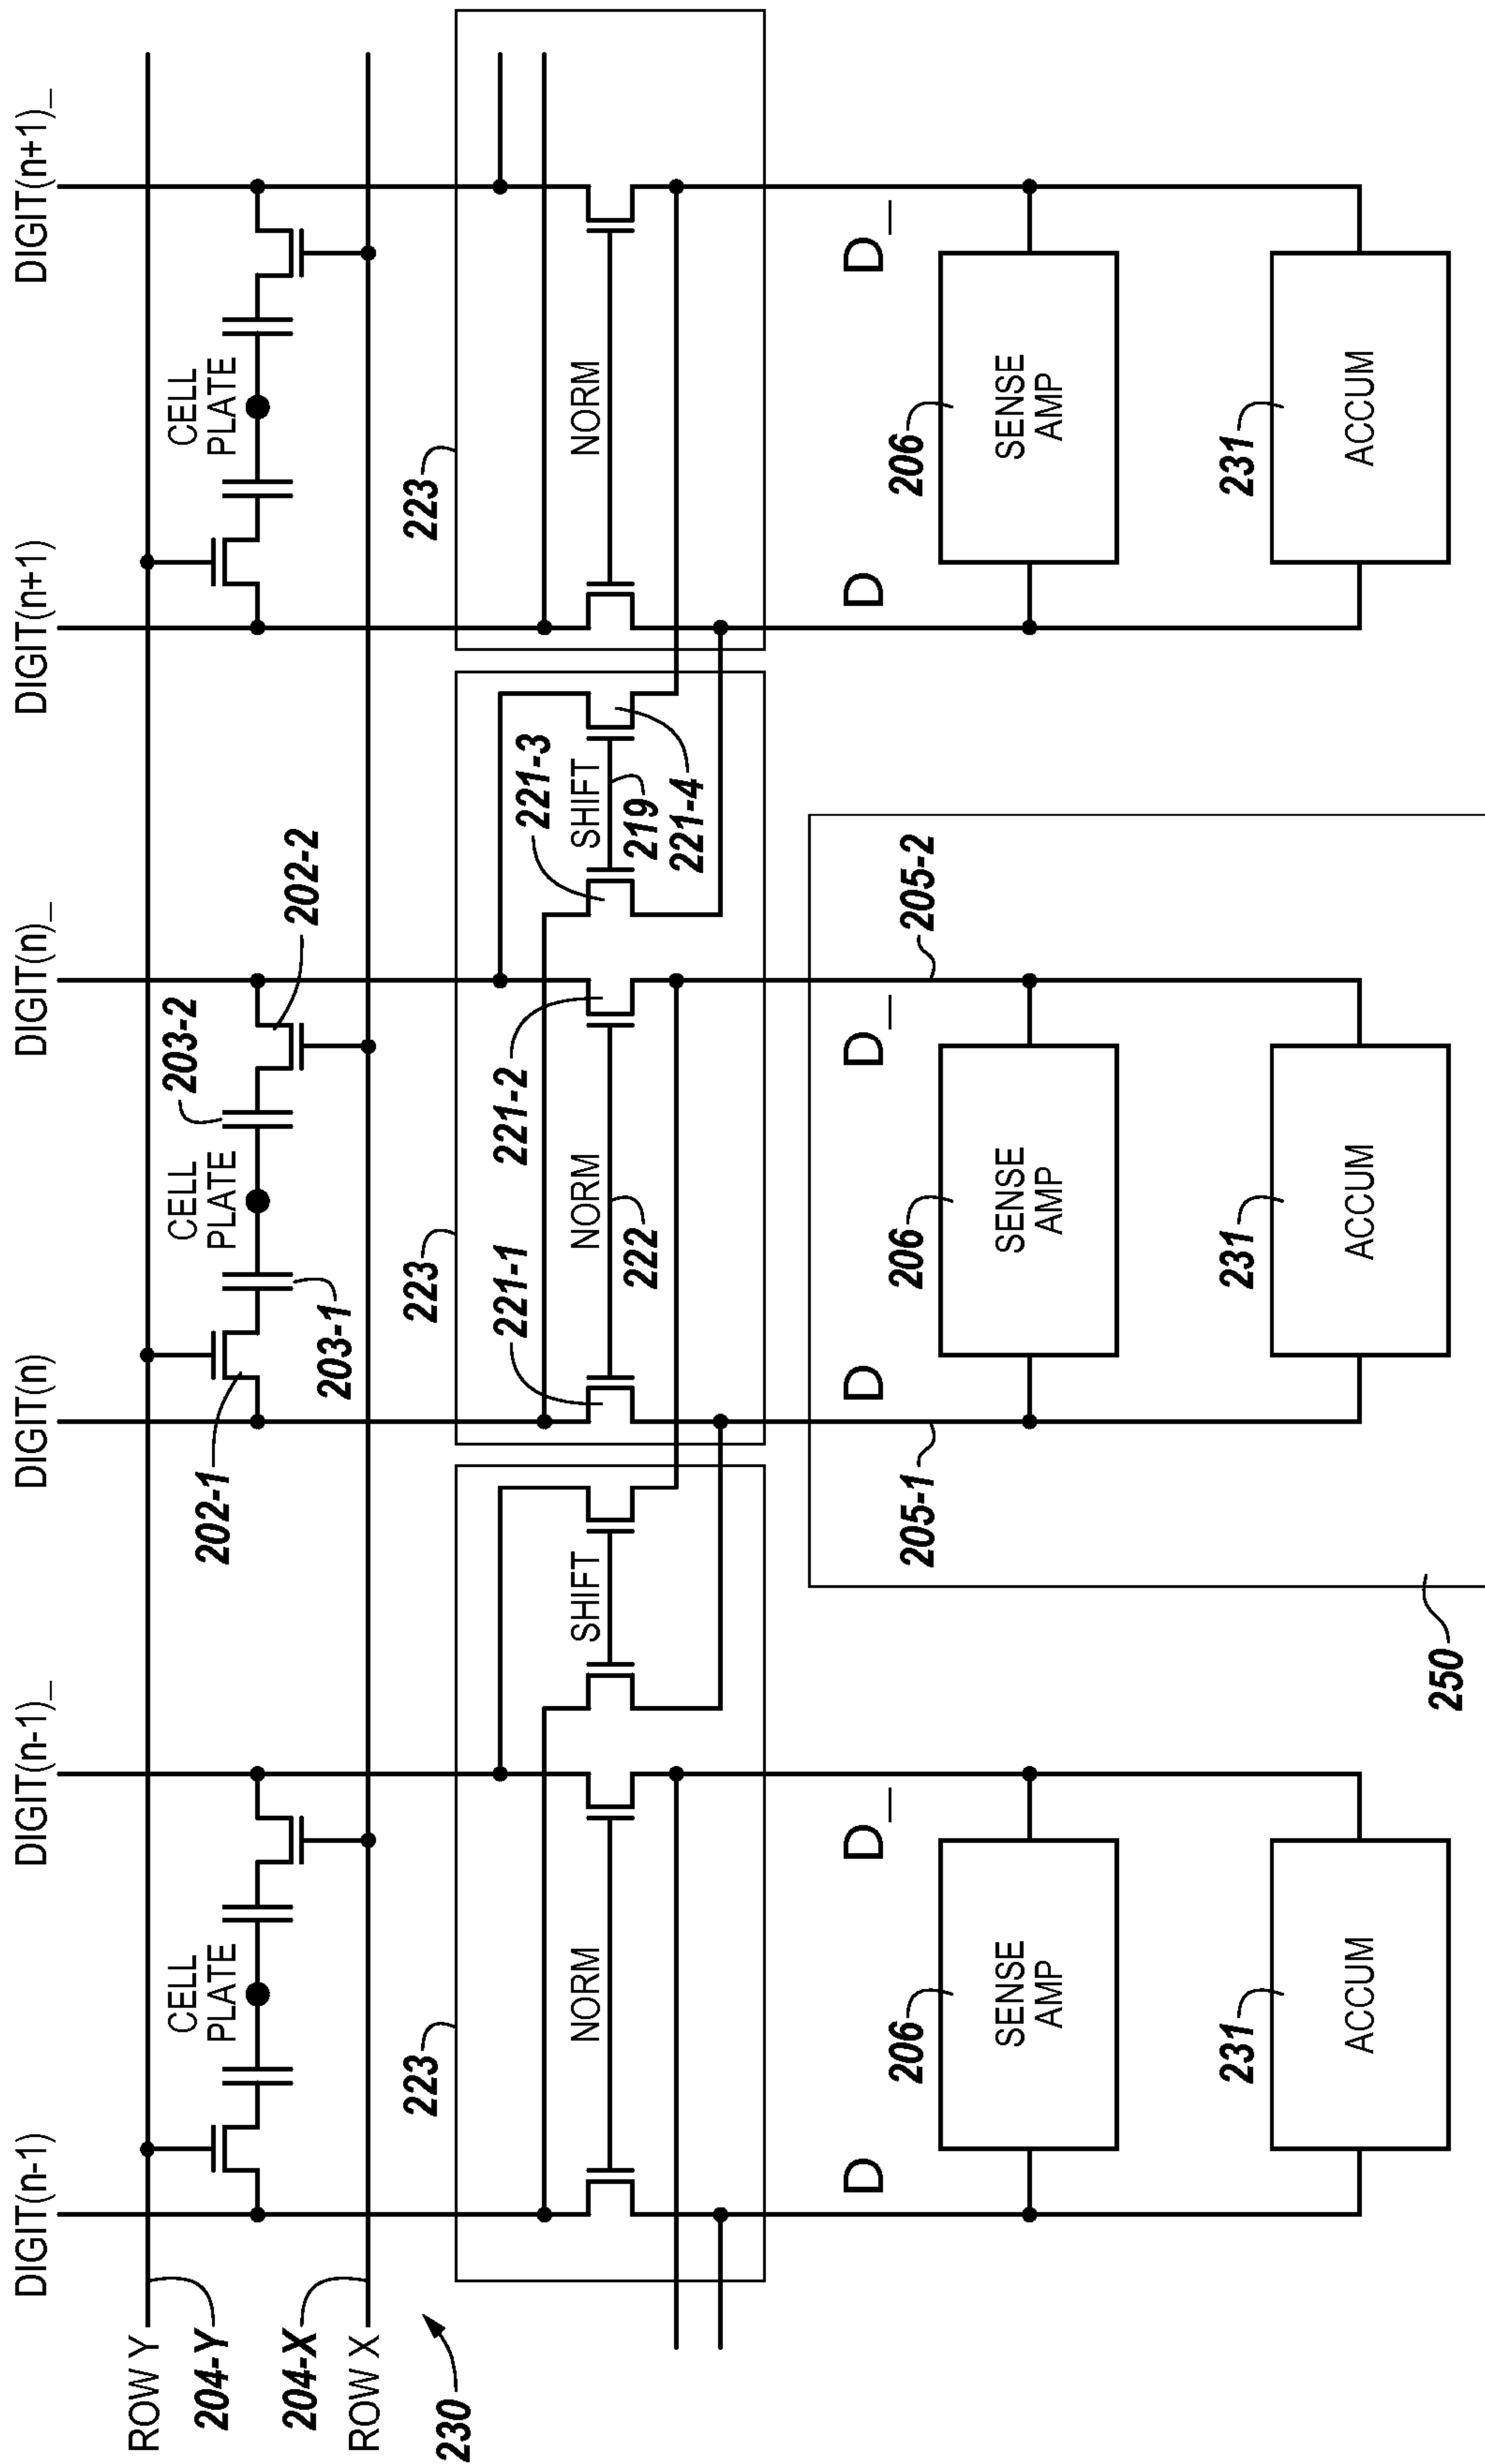 DIGIT(n-1)
DIGIT(n-1)_
DIGIT(n)
DIGIT(n)_
DIGIT(n+1)
DIGIT(n+1)_
ROW Y
204-Y
204-X
ROW X
230
CELL
PLATE
CELL
PLATE
CELL
PLATE
202-1
203-1
203-2
202-2
223
223
223
NORM
SHIFT
221-1
NORM
222
221-2
221-3
SHIFT
219
221-4
NORM
D
D_
D
D_
D
D_
205-1
205-2
206
SENSE
AMP
206
SENSE
AMP
206
SENSE
AMP
231
ACCUM
231
ACCUM
231
ACCUM
250